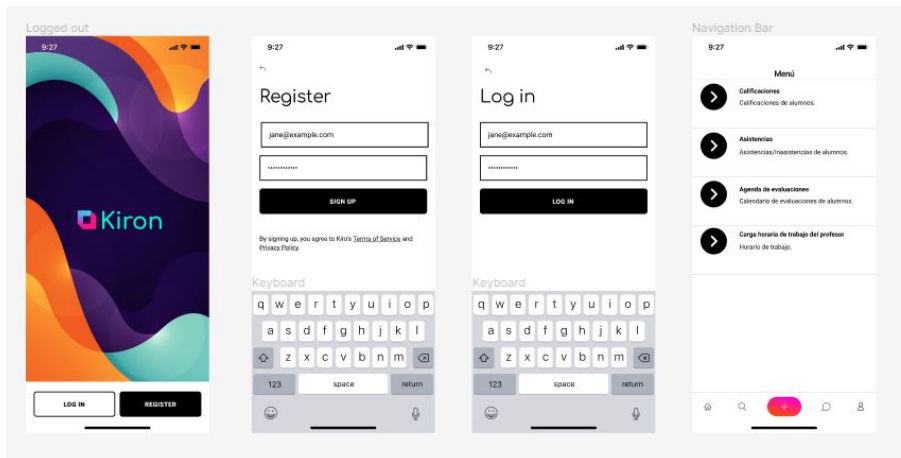 Logged out
9:27
Kiron
LOG IN
REGISTER
9:27
Register
jane@example.com
SIGN UP
By signing up, you agree to Kiro's Terms of Service and
Privacy Policy.
Keyboard
q w e r t y u i o p
a s d f g h j k l
z x c v b n m
123 space return
9:27
Log in
jane@example.com
LOG IN
Keyboard
q w e r t y u i o p
a s d f g h j k l
z x c v b n m
123 space return
Navigation Bar
9:27
Menú
Calificaciones
Calificaciones de alumnos.
Asistencias
Asistencias/Inasistencias de alumnos.
Agenda de evaluaciones
Calendario de evaluaciones de alumnos.
Carga horaria de trabajo del profesor
Horario de trabajo.